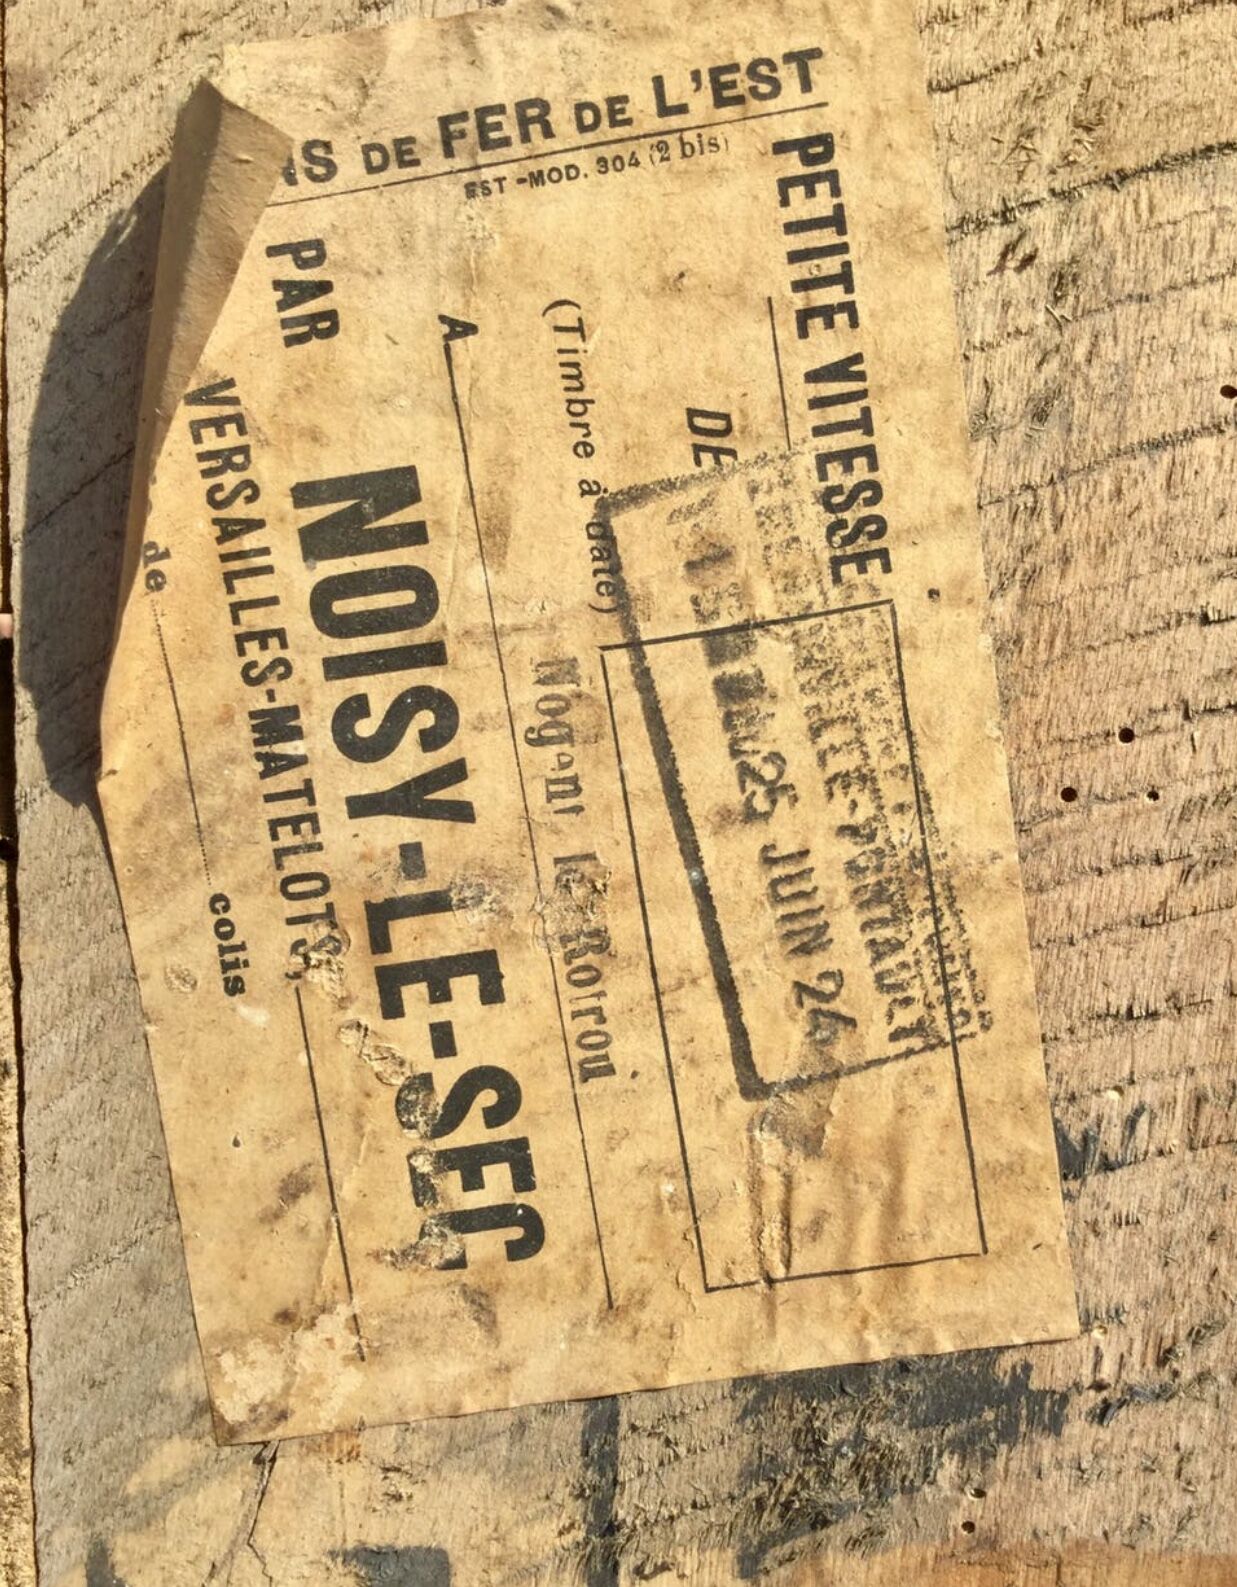 NS DE FER DE L'EST
EST-MOD. 304 (2 bis)
PETITE VITESSE
DE
25 JUIN 24
(Timbre à date)
A Nogent le Rotrou
NOISY-LE-SEC
PAR
VERSAILLES-MATELOTS,
de colis